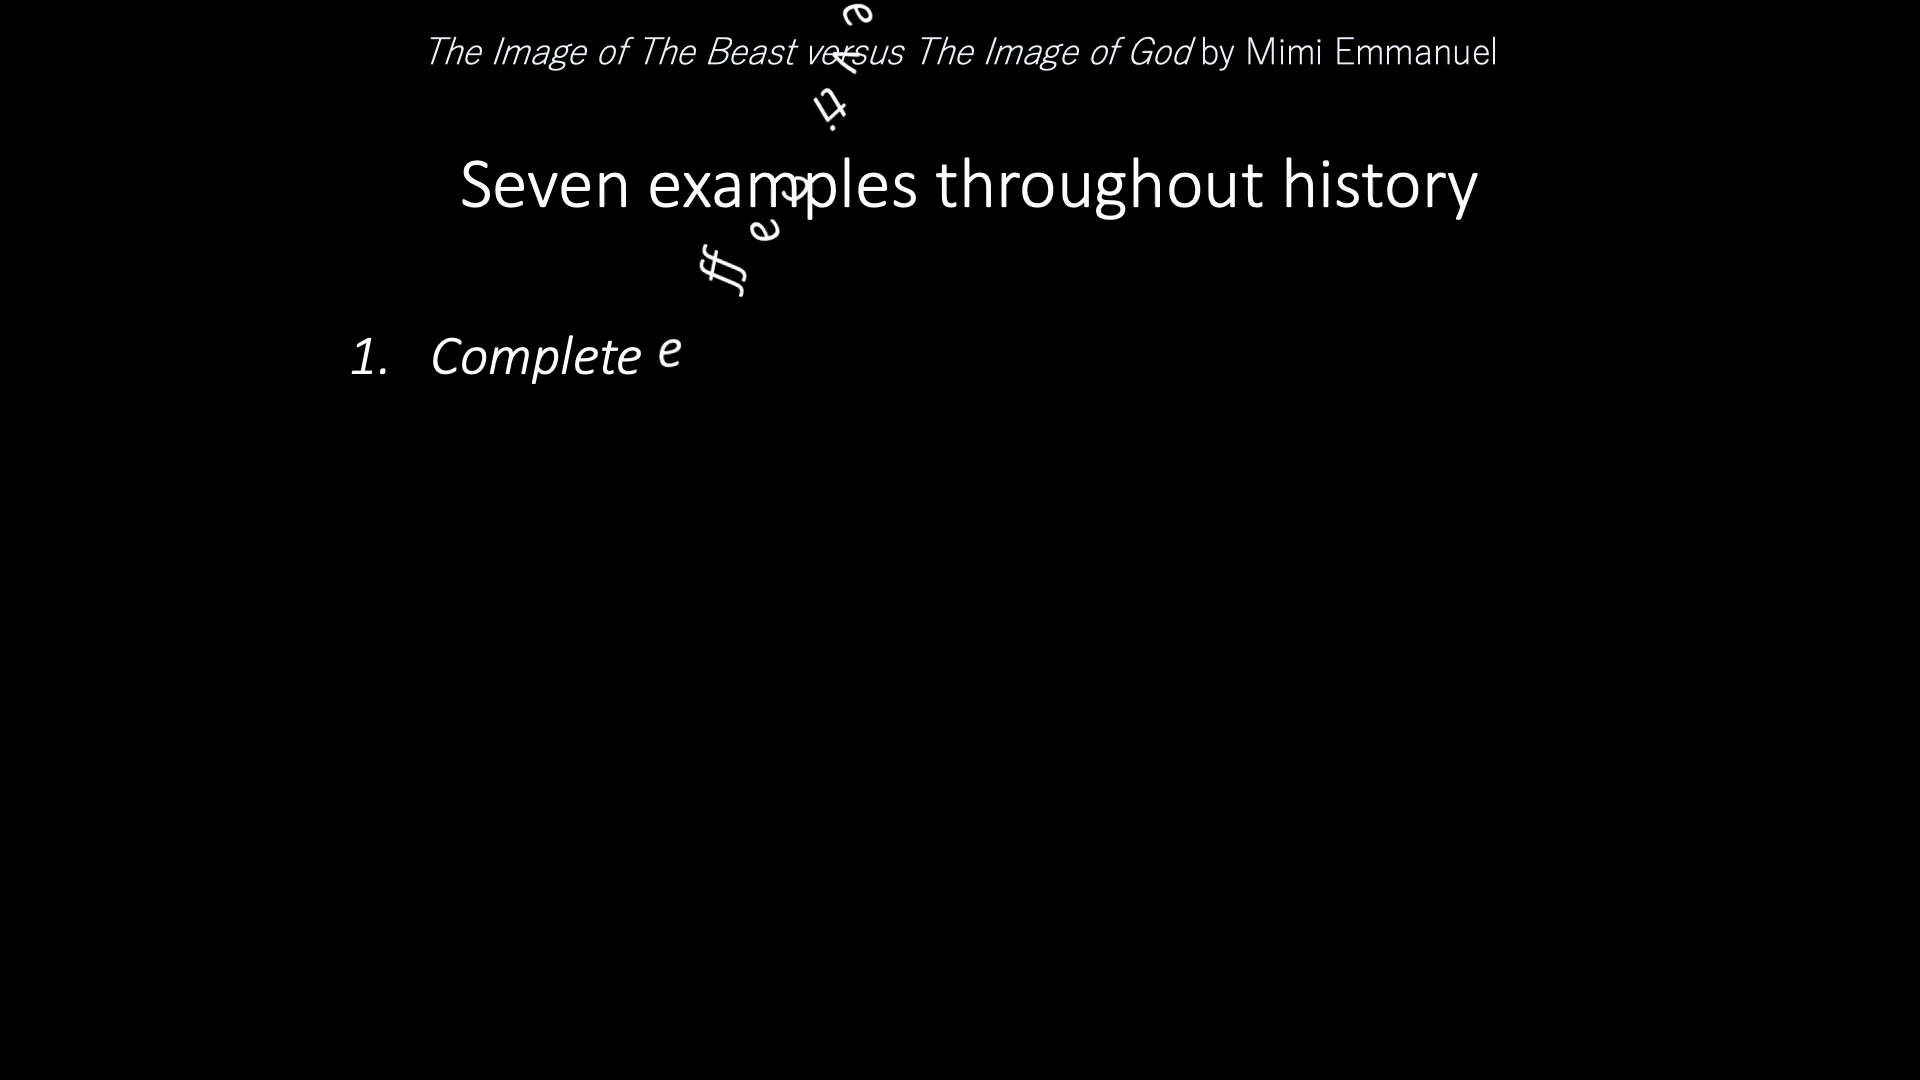 The Image of The Beast versus The Image of God by Mimi Emmanuel
Seven examples throughout history
1. Complete e